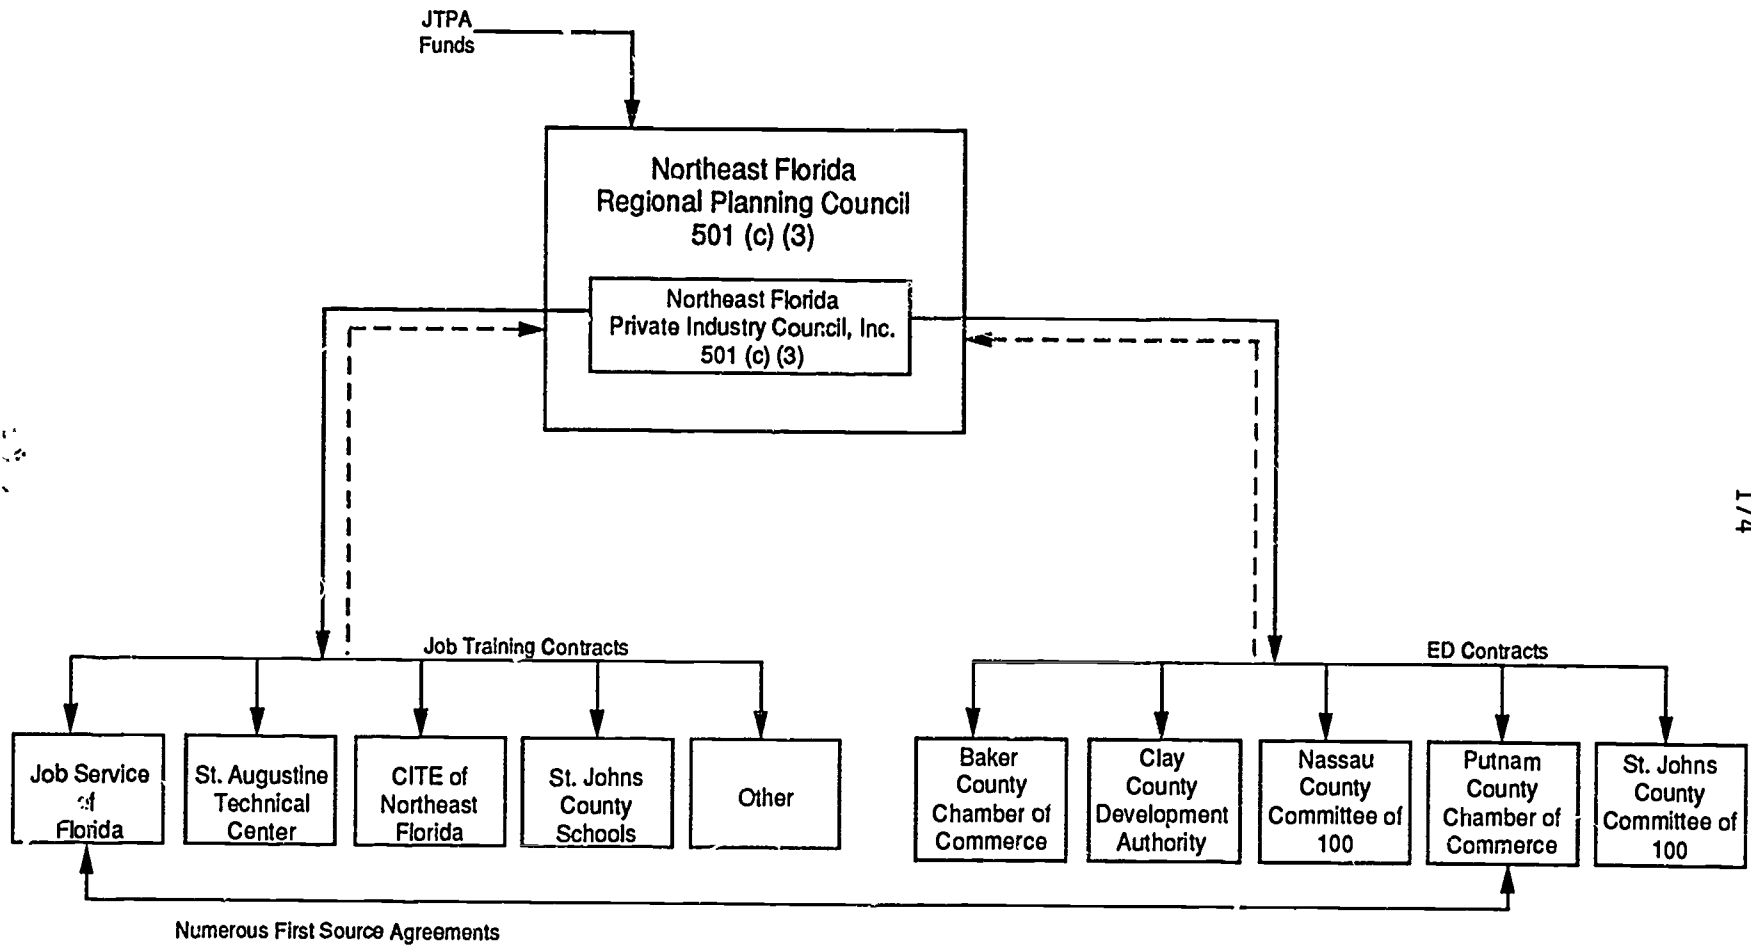 JTPA
Funds
Northeast Florida
Regional Planning Council
501 (c) (3)
Northeast Florida
Private Industry Council, Inc.
501 (c) (3)
174
Job Training Contracts
ED Contracts
Job Service
of
Florida
St. Augustine
Technical
Center
CITE of
Northeast
Florida
St. Johns
County
Schools
Other
Baker
County
Chamber of
Commerce
Clay
County
Development
Authority
Nassau
County
Committee of
100
Putnam
County
Chamber of
Commerce
St. Johns
County
Committee of
100
Numerous First Source Agreements